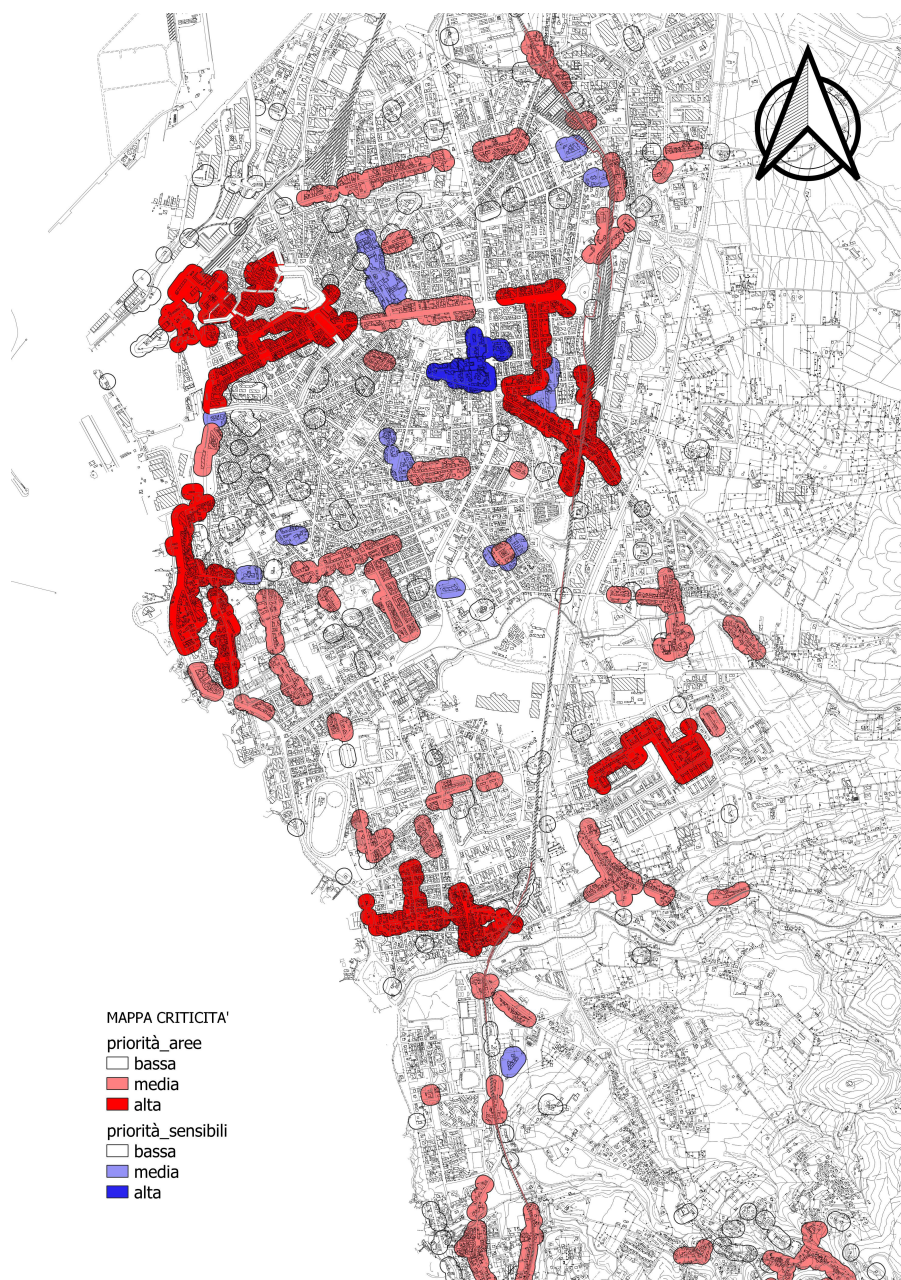 MAPPA CRITICITA'
priorità_aree
bassa
media
alta
priorità_sensibili
bassa
media
alta